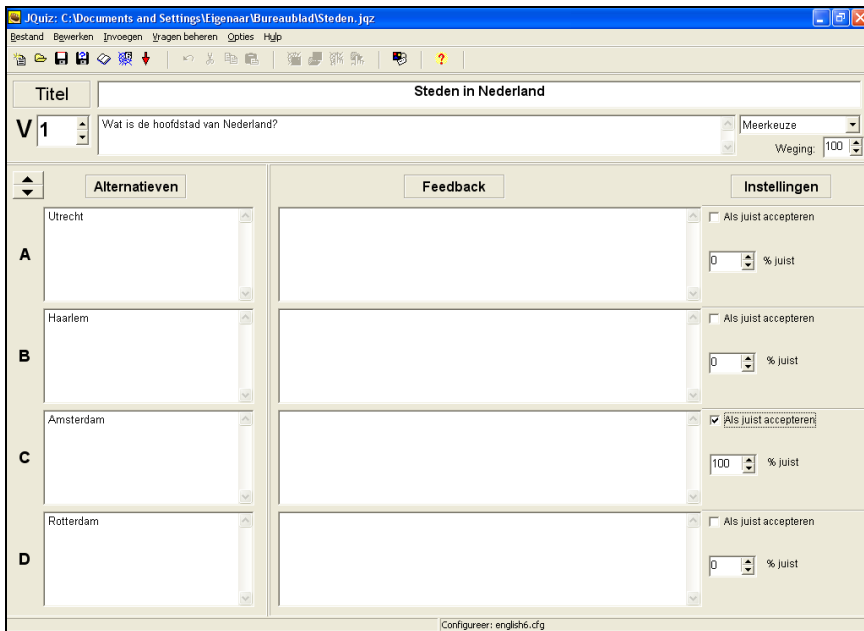 JQuiz: C:\Documents and Settings\Eigenaar\Bureaublad\Steden.jqz
Bestand Bewerken Invoegen Vragen beheren Opties Hulp
Titel Steden in Nederland
V 1 Wat is de hoofdstad van Nederland? Meerkeuze
Weging: 100
Alternatieven Feedback Instellingen
A Utrecht Als juist accepteren
0 % juist
B Haarlem Als juist accepteren
0 % juist
C Amsterdam Als juist accepteren
100 % juist
D Rotterdam Als juist accepteren
0 % juist
Configureer: english6.cfg